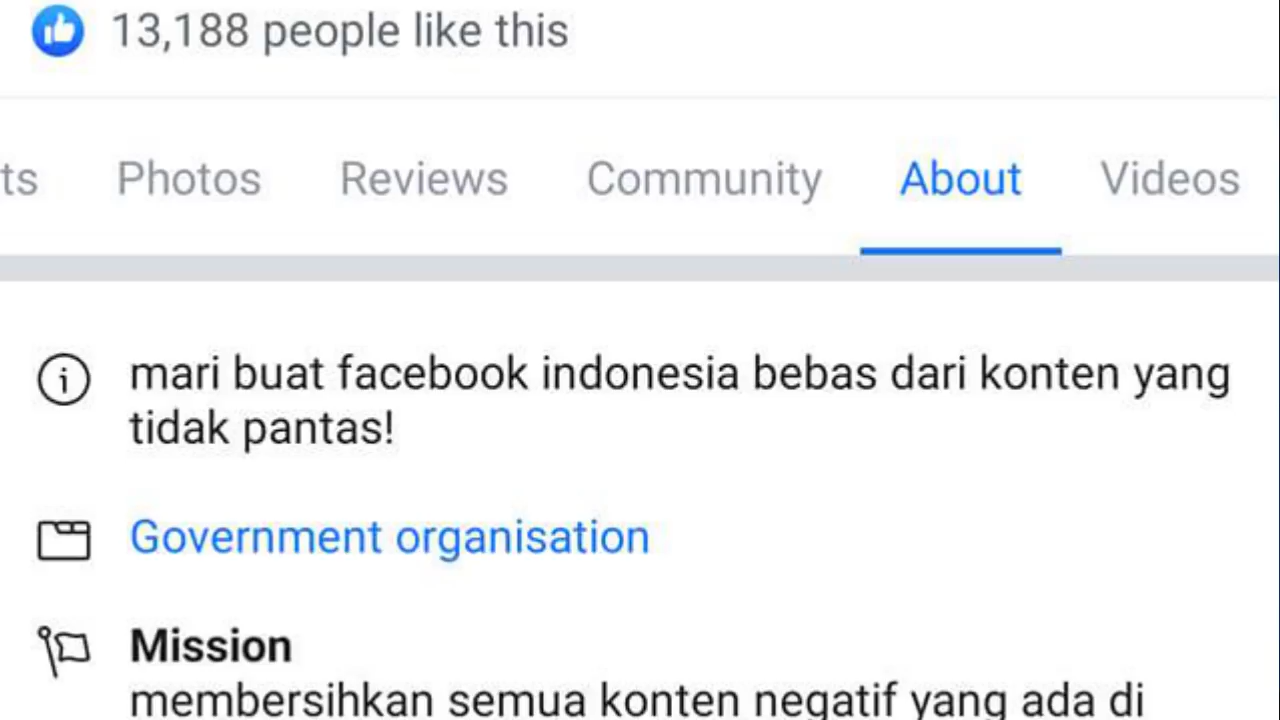 13,188 people like this
ts Photos Reviews Community About Videos
mari buat facebook indonesia bebas dari konten yang
tidak pantas!
Government organisation
Mission
membersihkan semua konten negatif yang ada di